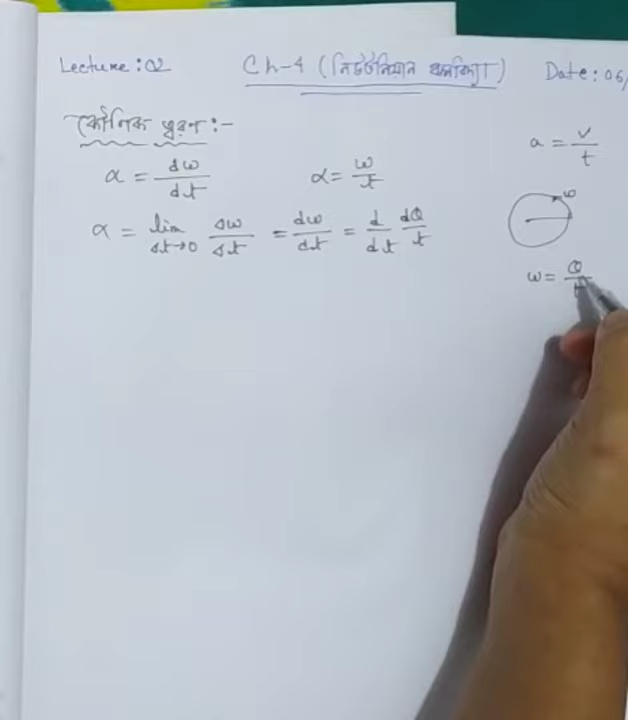 Lecture : 02 Ch-4 (নিউটনিয়ান বলবিদ্যা) Date : 06/
কৌণিক ত্বরণ :-
α = dω/dt α = ω/t a = v/t
ω
α = lim Δt→0 Δω/Δt = dω/dt = d/dt dθ/t
ω = θ/t